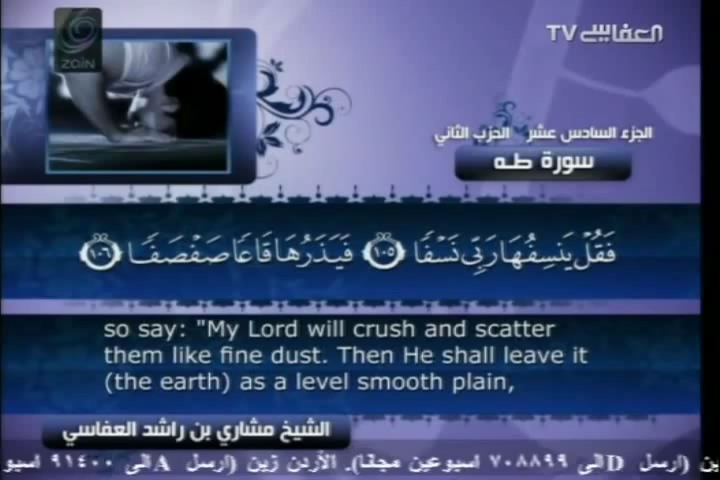 ZOIN
العفاسي TV
الجزء السادس عشر الحزب الثاني
سورة طه
فَقُلْ يَنسِفُهَا رَبِّي نَسْفًا ١٠٥ فَيَذَرُهَا قَاعًا صَفْصَفًا ١٠٦
so say: "My Lord will crush and scatter
them like fine dust. Then He shall leave it
(the earth) as a level smooth plain,
الشيخ مشاري بن راشد العفاسي
ين (ارسل D الى ٧٠٨٨٩٩ اسبوعين مجانا). الأردن زين (ارسل A الى ٩١٤٠٠ اسبو